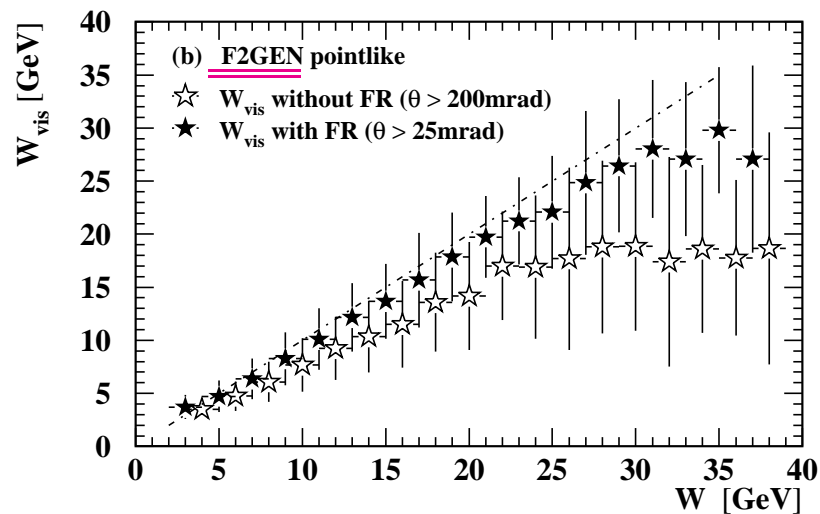 (b) F2GEN pointlike
☆ W_vis without FR (θ > 200mrad)
★ W_vis with FR (θ > 25mrad)
W_vis [GeV]
40
35
30
25
20
15
10
5
0
0 5 10 15 20 25 30 35 40
W [GeV]